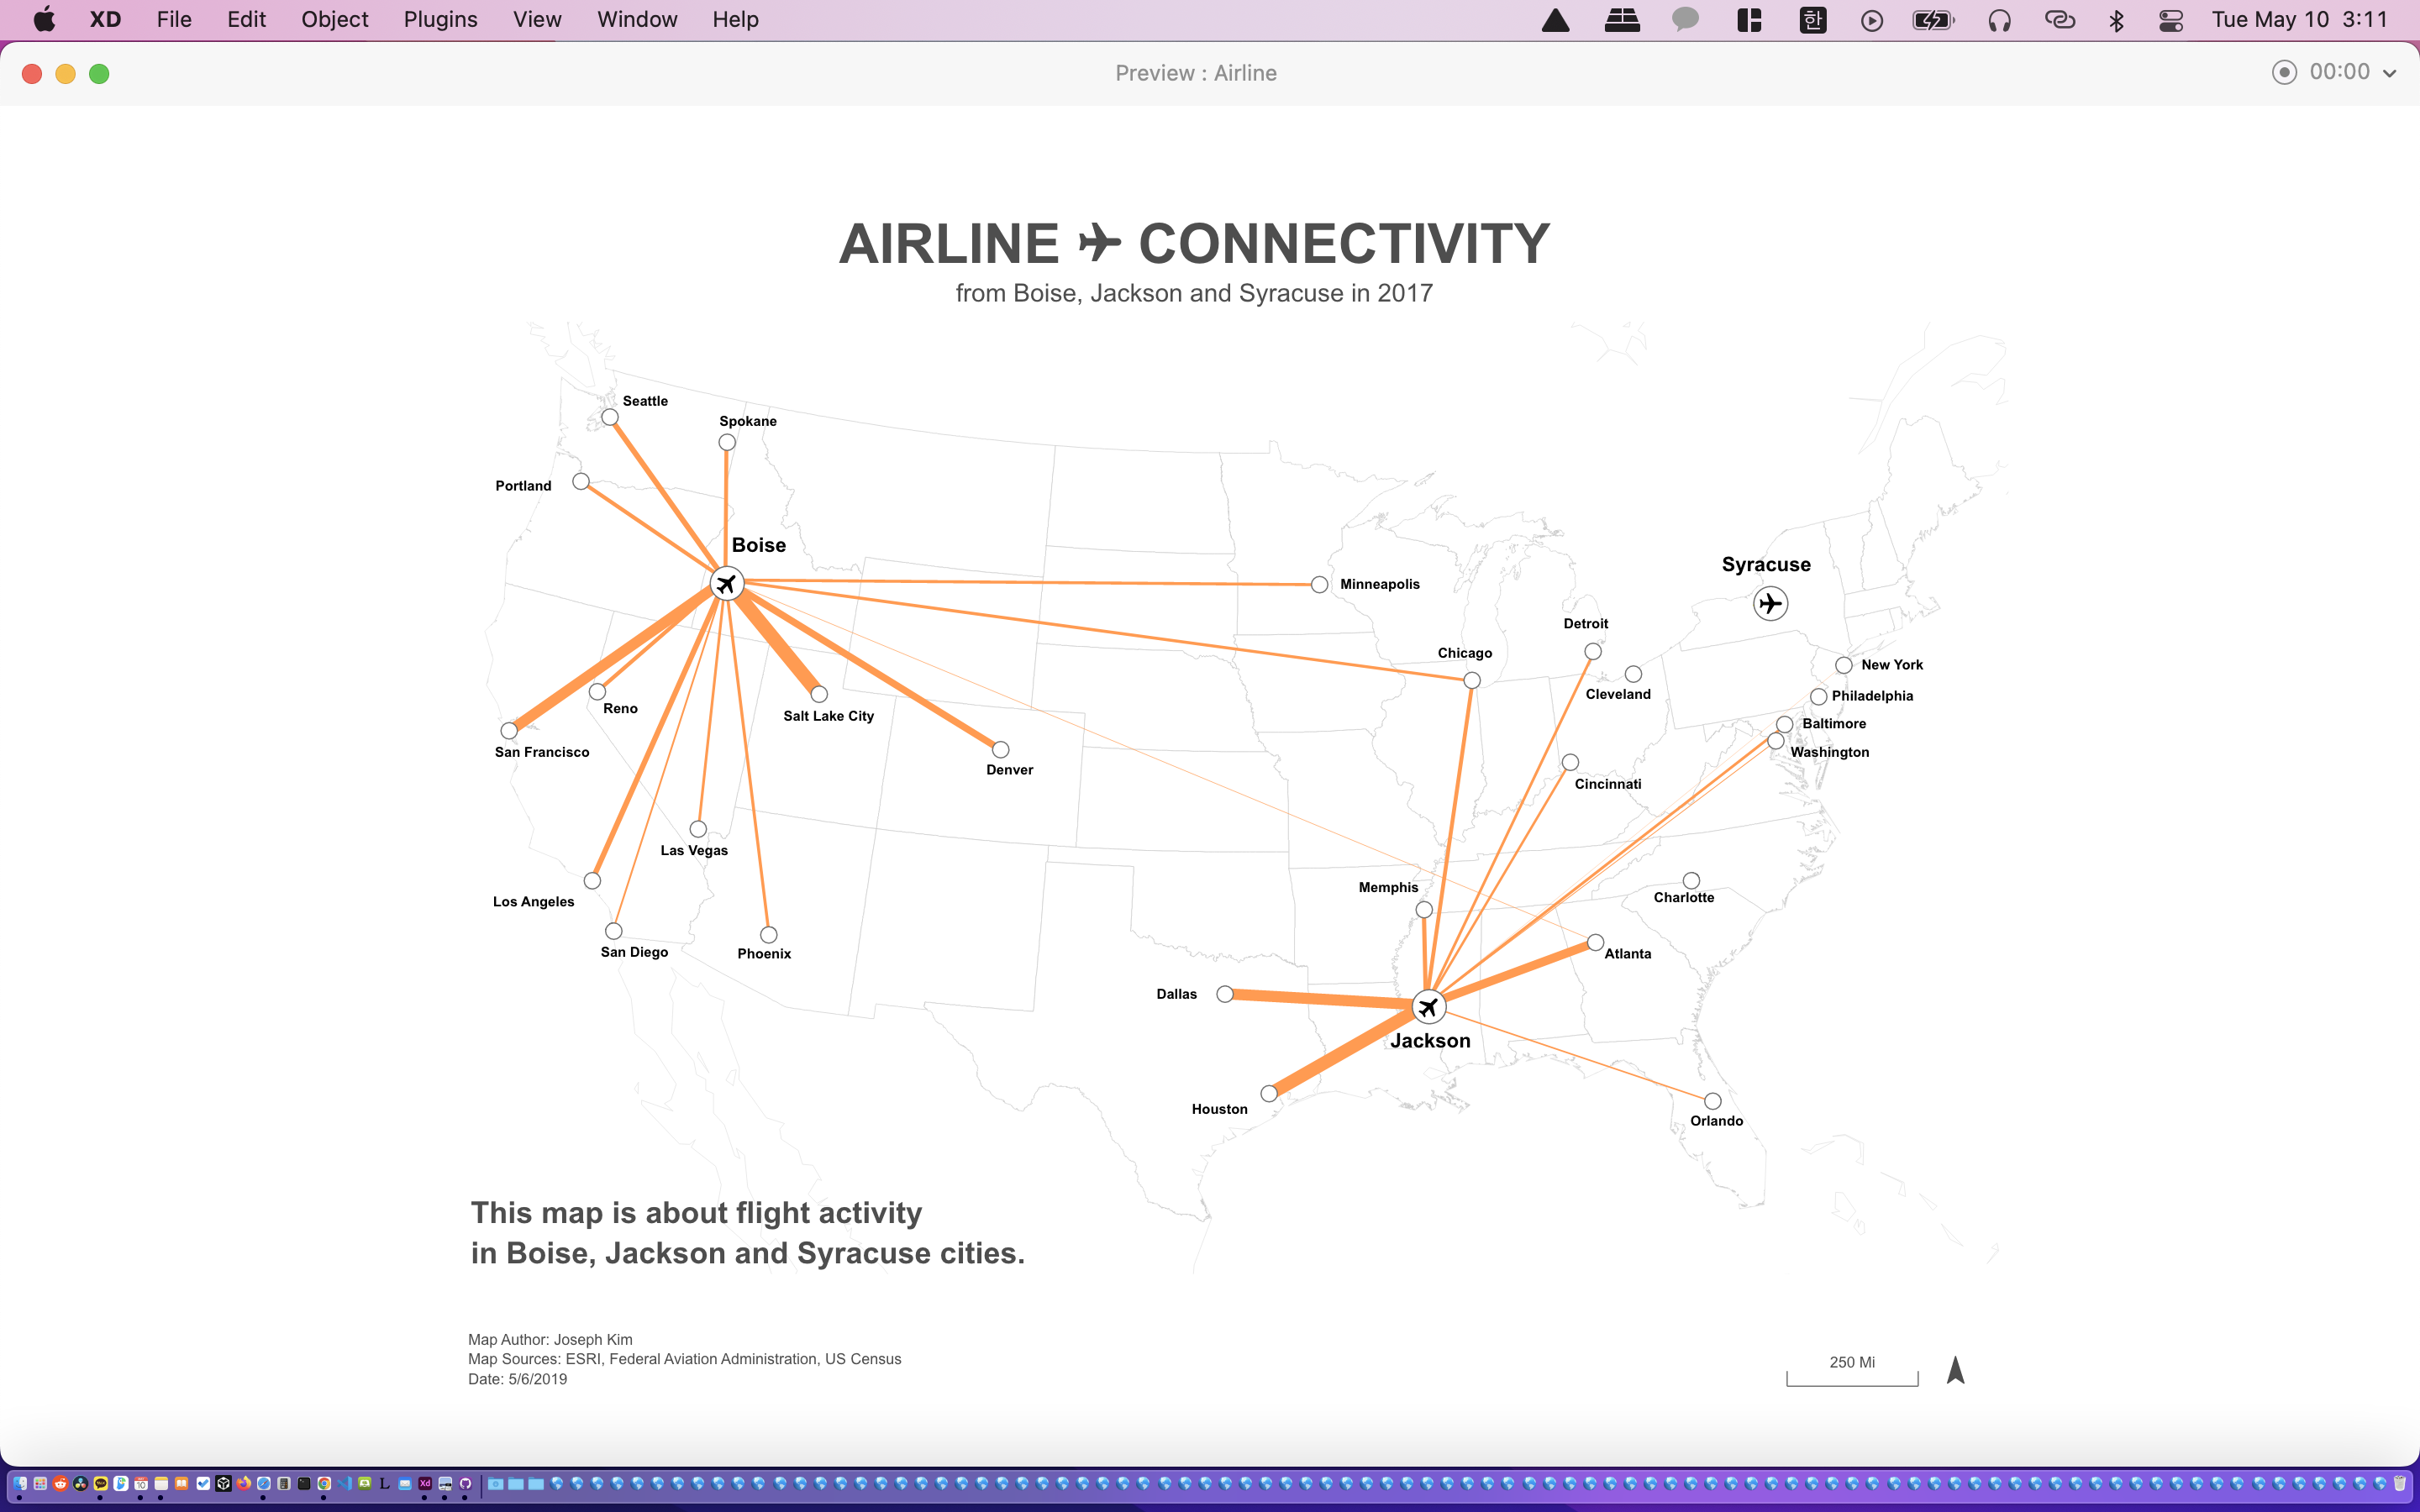 XD File Edit Object Plugins View Window Help 한 Tue May 10 3:11
Preview : Airline 00:00
AIRLINE CONNECTIVITY
from Boise, Jackson and Syracuse in 2017
Seattle
Spokane
Portland
Boise
Syracuse
Minneapolis
Detroit
Chicago
New York
Cleveland
Philadelphia
Reno
Salt Lake City
Baltimore
San Francisco
Washington
Denver
Cincinnati
Las Vegas
Memphis
Charlotte
Los Angeles
San Diego
Phoenix
Atlanta
Dallas
Jackson
Houston
Orlando
This map is about flight activity
in Boise, Jackson and Syracuse cities.
Map Author: Joseph Kim
Map Sources: ESRI, Federal Aviation Administration, US Census
Date: 5/6/2019
250 Mi